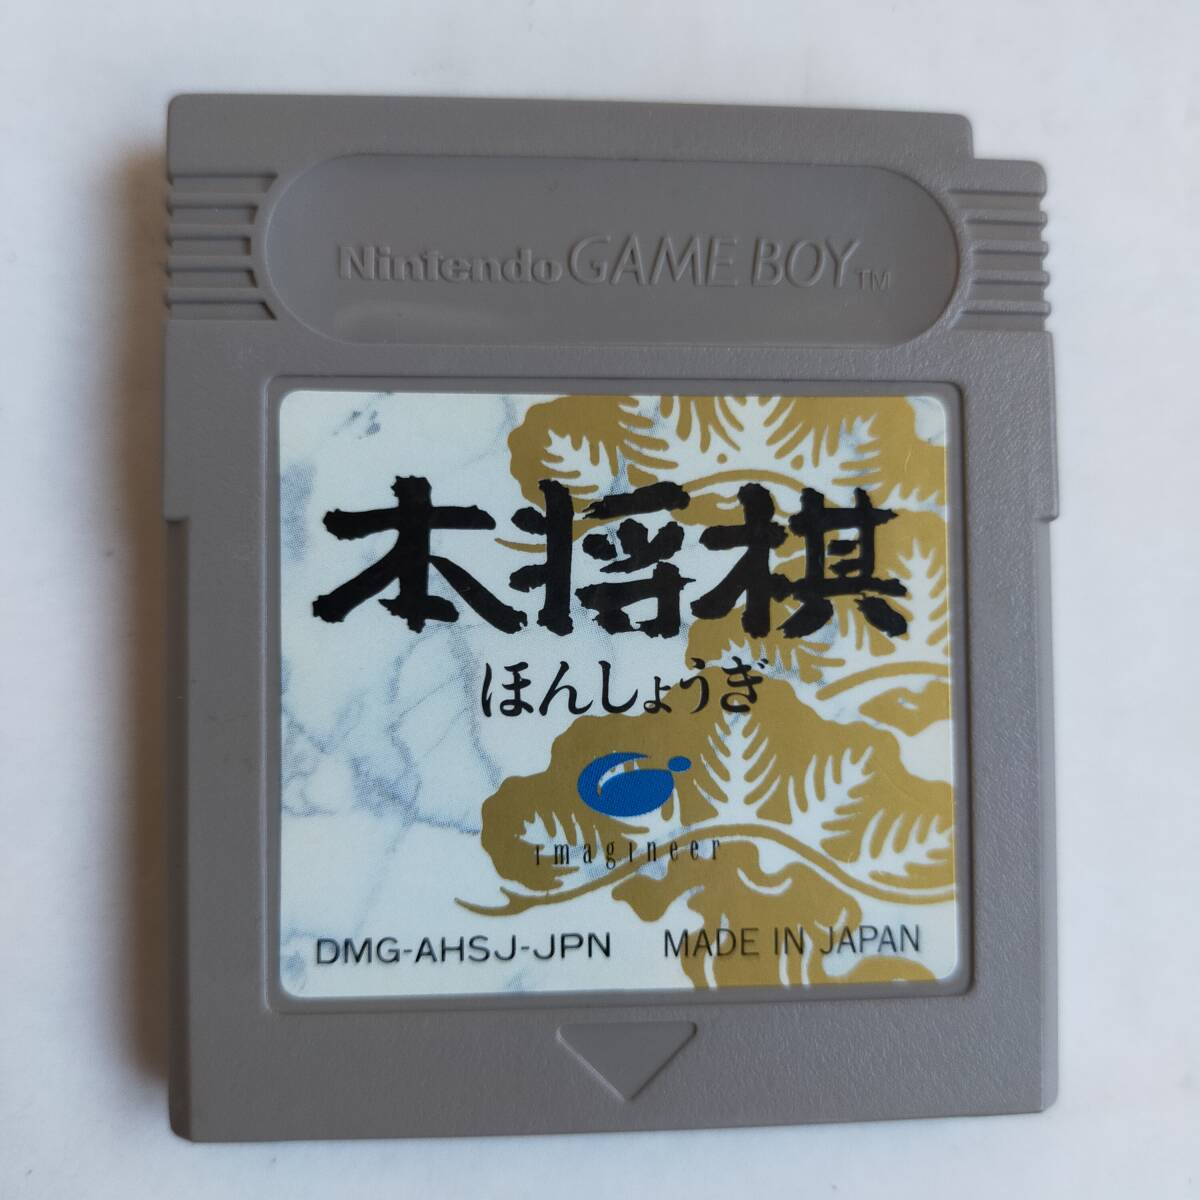 Nintendo GAME BOY TM
本将棋
ほんしょうぎ
imagineer
DMG-AHSJ-JPN MADE IN JAPAN